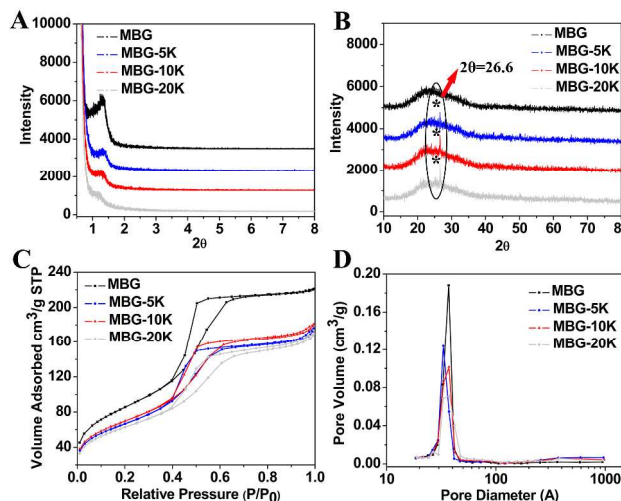 A
MBG
MBG-5K
MBG-10K
MBG-20K
10000
8000
6000
4000
2000
0
Intensity
1 2 3 4 5 6 7 8
2θ
B
MBG
MBG-5K
MBG-10K
MBG-20K
2θ=26.6
8000
6000
4000
2000
0
Intensity
* * *
10 20 30 40 50 60 70 80
2θ
C
MBG
MBG-5K
MBG-10K
MBG-20K
240
200
160
120
80
40
Volume Adsorbed cm³/g STP
0.0 0.2 0.4 0.6 0.8 1.0
Relative Pressure (P/P0)
D
MBG
MBG-5K
MBG-10K
MBG-20K
0.20
0.16
0.12
0.08
0.04
0.00
Pore Volume (cm³/g)
10 100 1000
Pore Diameter (A)